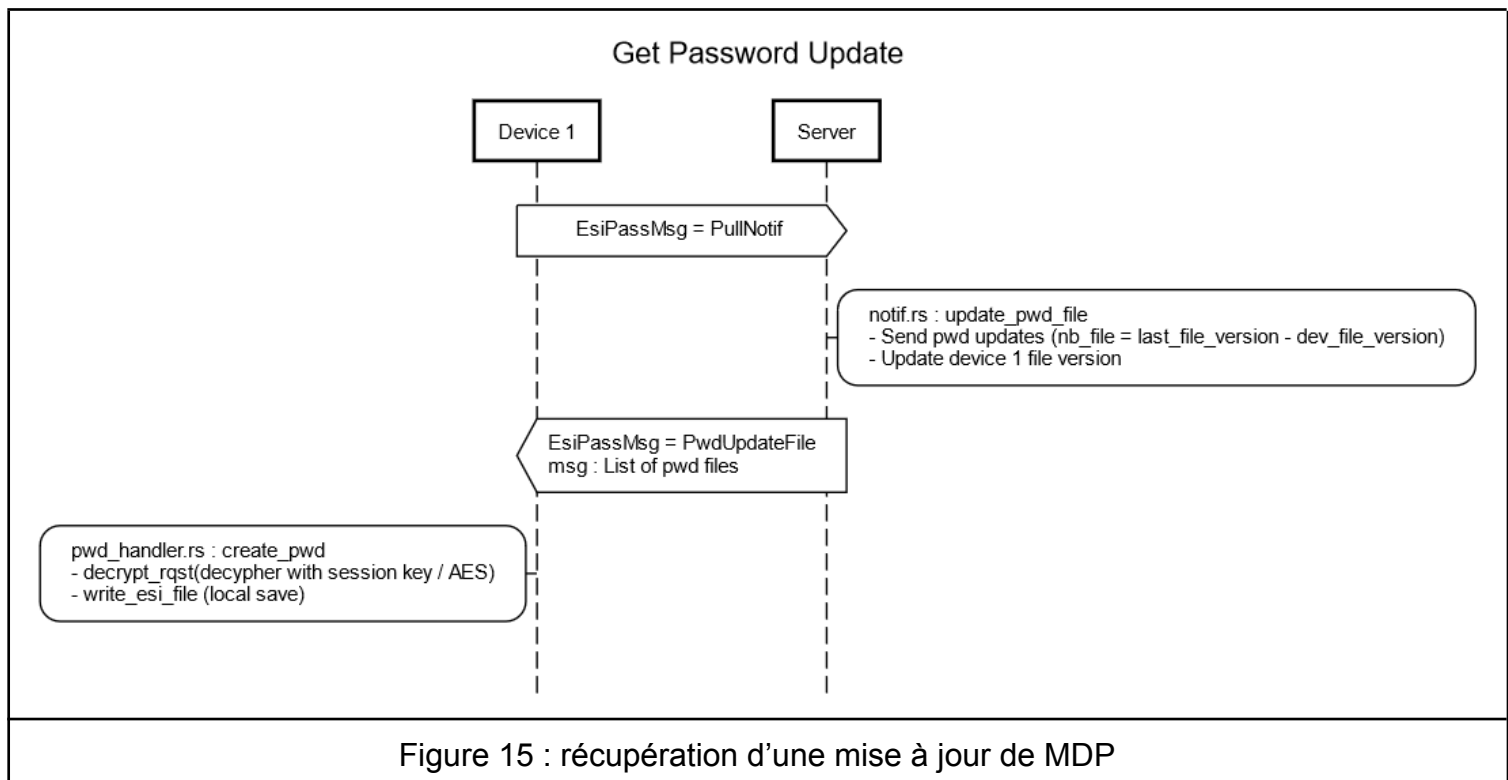 Get Password Update
Device 1
Server
EsiPassMsg = PullNotif
notif.rs : update_pwd_file
- Send pwd updates (nb_file = last_file_version - dev_file_version)
- Update device 1 file version
EsiPassMsg = PwdUpdateFile
msg : List of pwd files
pwd_handler.rs : create_pwd
- decrypt_rqst(decypher with session key / AES)
- write_esi_file (local save)
Figure 15 : récupération d’une mise à jour de MDP